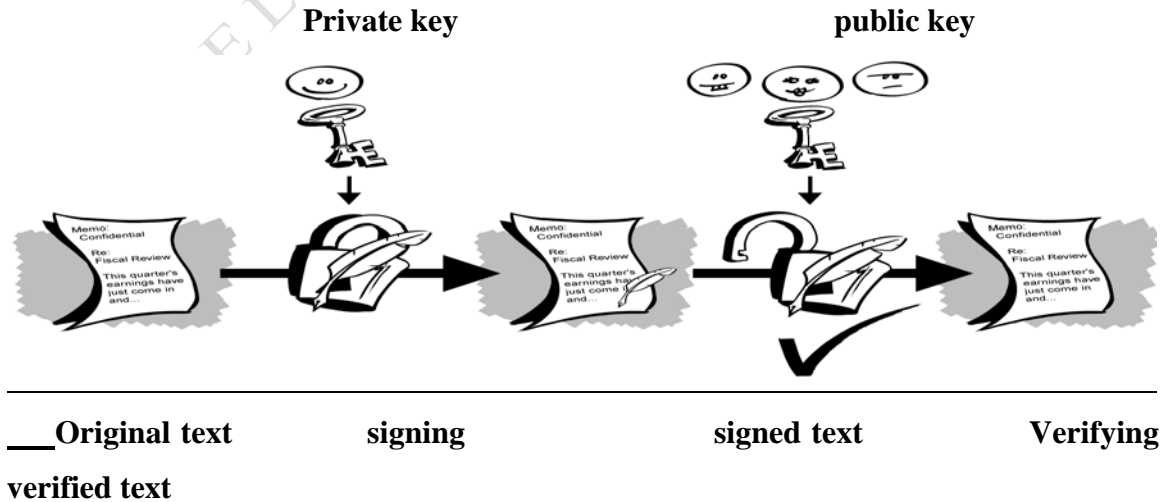 Private key public key
Memo:
Confidential
Re:
Fiscal Review
This quarter's
earnings have
just come in
and...
Memo:
Confidential
Re:
Fiscal Review
This quarter's
earnings have
just come in
and...
Memo:
Confidential
Re:
Fiscal Review
This quarter's
earnings have
just come in
and...
Original text signing signed text Verifying
verified text